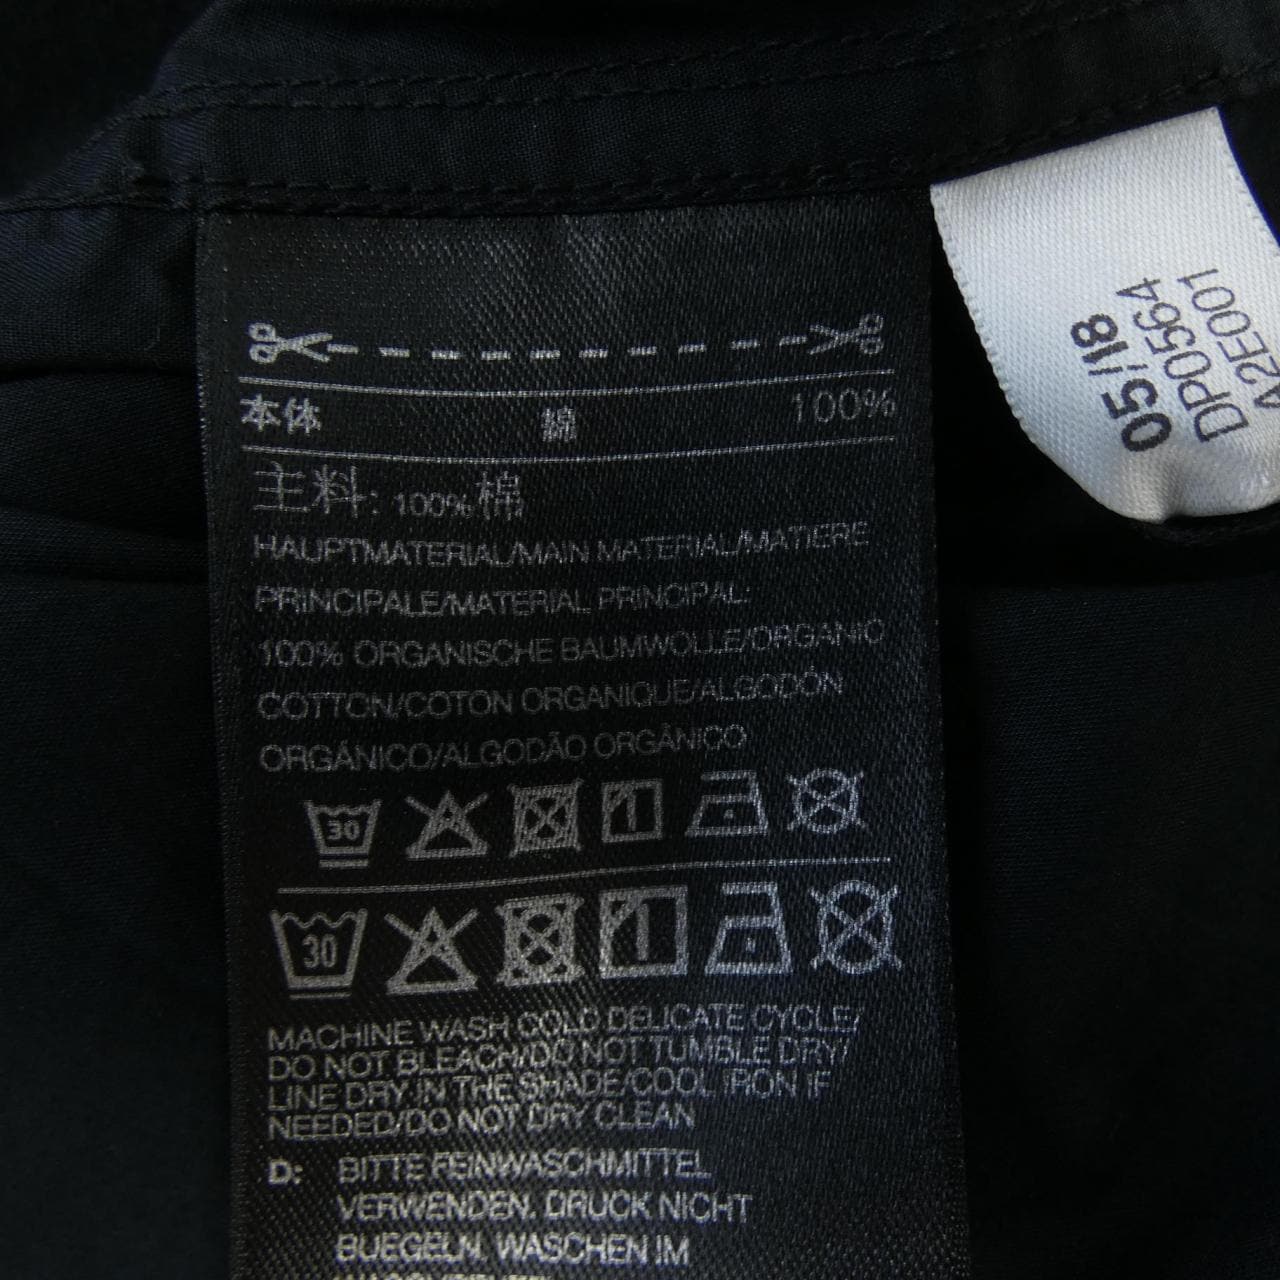 本体 綿 100%
主料: 100%棉
HAUPTMATERIAL/MAIN MATERIAL/MATIERE
PRINCIPALE/MATERIAL PRINCIPAL:
100% ORGANISCHE BAUMWOLLE/ORGANIC
COTTON/COTON ORGANIQUE/ALGODÓN
ORGÁNICO/ALGODÃO ORGÂNICO
30
30
MACHINE WASH COLD DELICATE CYCLE/
DO NOT BLEACH/DO NOT TUMBLE DRY/
LINE DRY IN THE SHADE/COOL IRON IF
NEEDED/DO NOT DRY CLEAN
D: BITTE FEINWASCHMITTEL
VERWENDEN. DRUCK NICHT
BUEGELN. WASCHEN IM
05/18
DP0564
A2E001